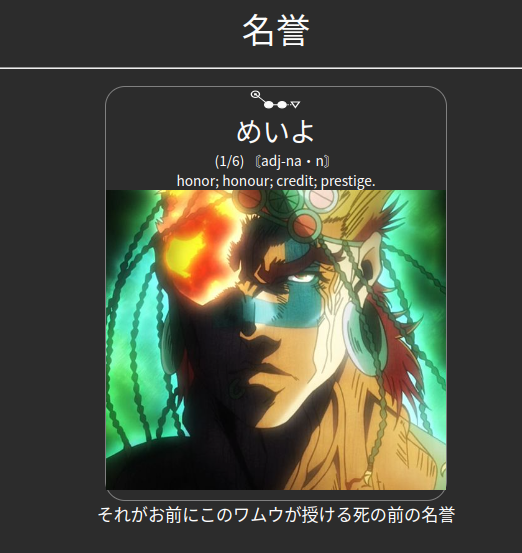 名誉
めいよ
(1/6) 〘adj-na・n〙
honor; honour; credit; prestige.
それがお前にこのワムウが授ける死の前の名誉